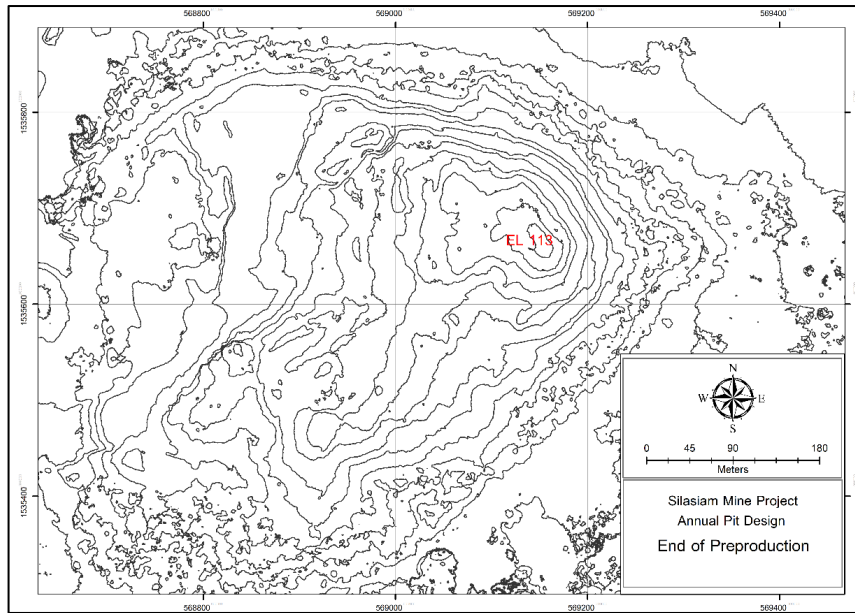 568800 569000 569200 569400
1535800
1535600
1535400
EL 113
N
W E
S
0 45 90 180
Meters
Silasiam Mine Project
Annual Pit Design
End of Preproduction
568800 569000 569200 569400